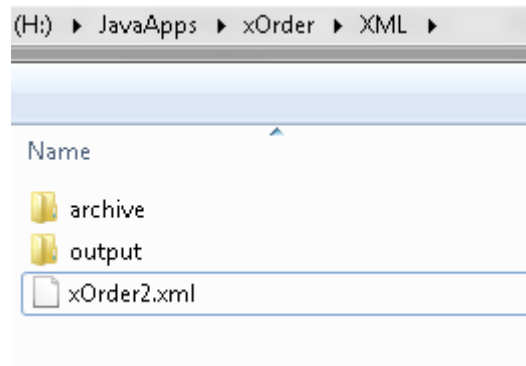 (H:) ▸ JavaApps ▸ xOrder ▸ XML ▸
Name
archive
output
xOrder2.xml